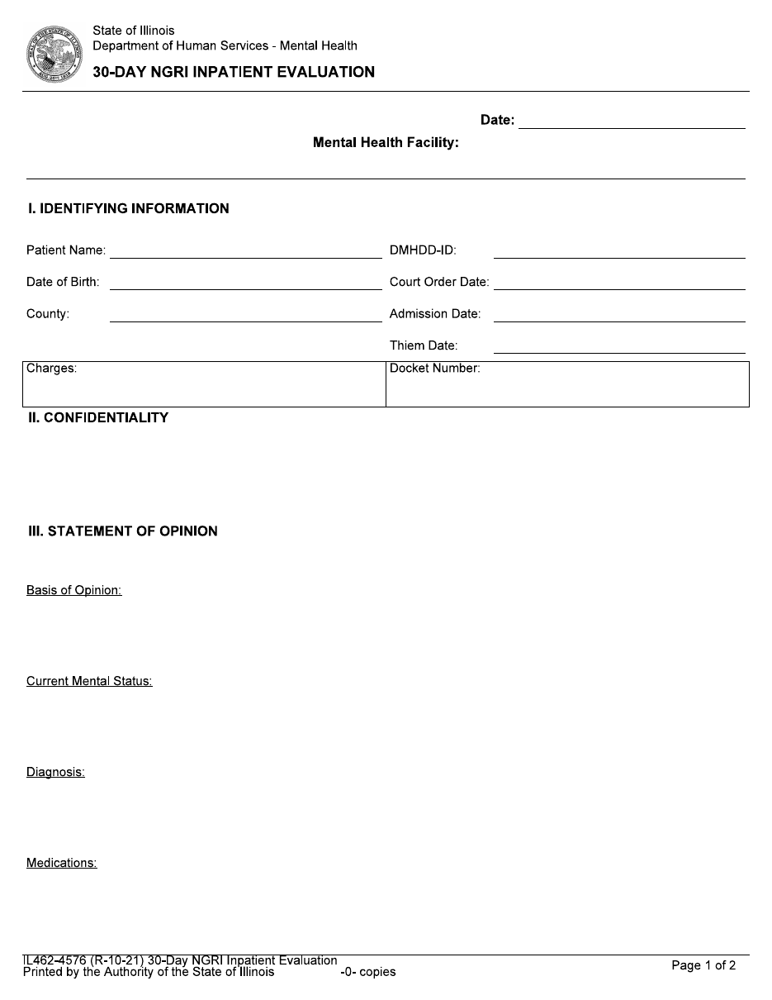 State of Illinois
Department of Human Services - Mental Health
30-DAY NGRI INPATIENT EVALUATION
Date:
Mental Health Facility:
I. IDENTIFYING INFORMATION
Patient Name: DMHDD-ID:
Date of Birth: Court Order Date:
County: Admission Date:
Thiem Date:
Charges: Docket Number:
II. CONFIDENTIALITY
III. STATEMENT OF OPINION
Basis of Opinion:
Current Mental Status:
Diagnosis:
Medications:
IL462-4576 (R-10-21) 30-Day NGRI Inpatient Evaluation
Printed by the Authority of the State of Illinois -0- copies
Page 1 of 2